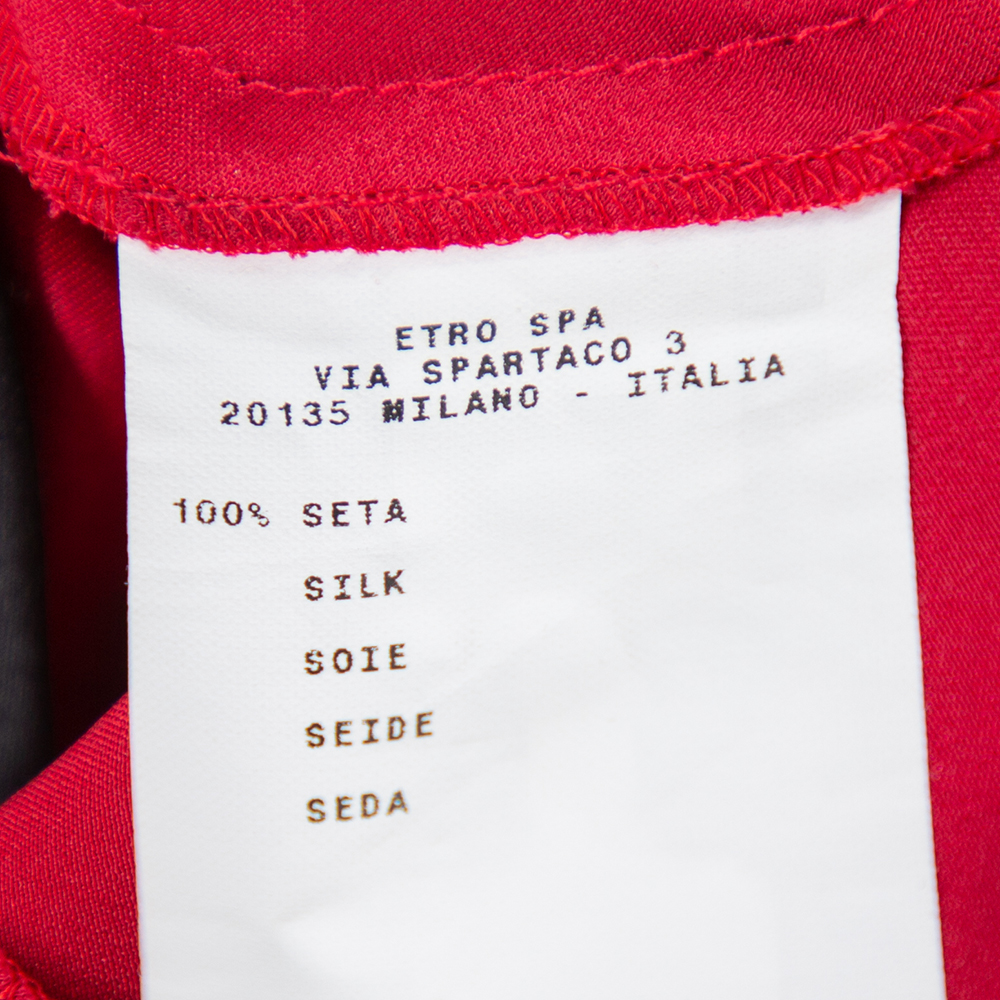 ETRO SPA
VIA SPARTACO 3
20135 MILANO - ITALIA
100% SETA
SILK
SOIE
SEIDE
SEDA